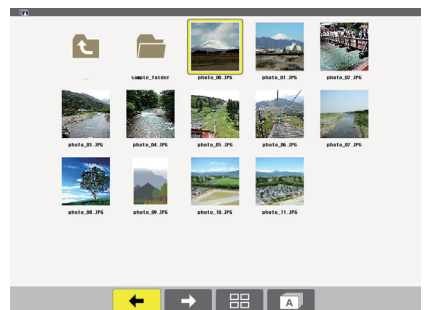 ..
sample_folder
photo_00.JPG
photo_01.JPG
photo_02.JPG
photo_03.JPG
photo_04.JPG
photo_05.JPG
photo_06.JPG
photo_07.JPG
photo_08.JPG
photo_09.JPG
photo_10.JPG
photo_11.JPG
A